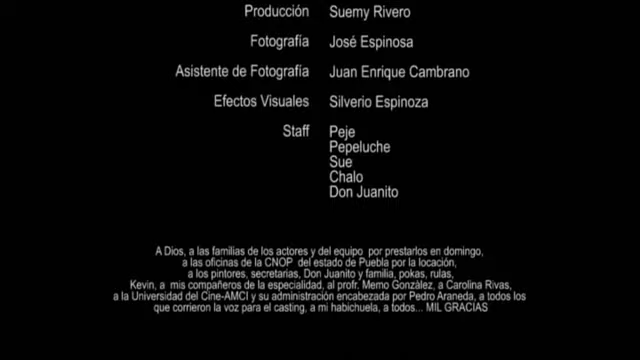 Producción Suemy Rivero
Fotografía José Espinosa
Asistente de Fotografía Juan Enrique Cambrano
Efectos Visuales Silverio Espinoza
Staff Peje
Pepeluche
Sue
Chalo
Don Juanito
A Dios, a las familias de los actores y del equipo por prestarlos en domingo,
a las oficinas de la CNOP del estado de Puebla por la locación,
a los pintores, secretarias, Don Juanito y familia, pokas, rulas,
Kevin, a mis compañeros de la especialidad, al profr. Memo González, a Carolina Rivas,
a la Universidad del Cine-AMCI y su administración encabezada por Pedro Araneda, a todos los
que corrieron la voz para el casting, a mi habichuela, a todos... MIL GRACIAS